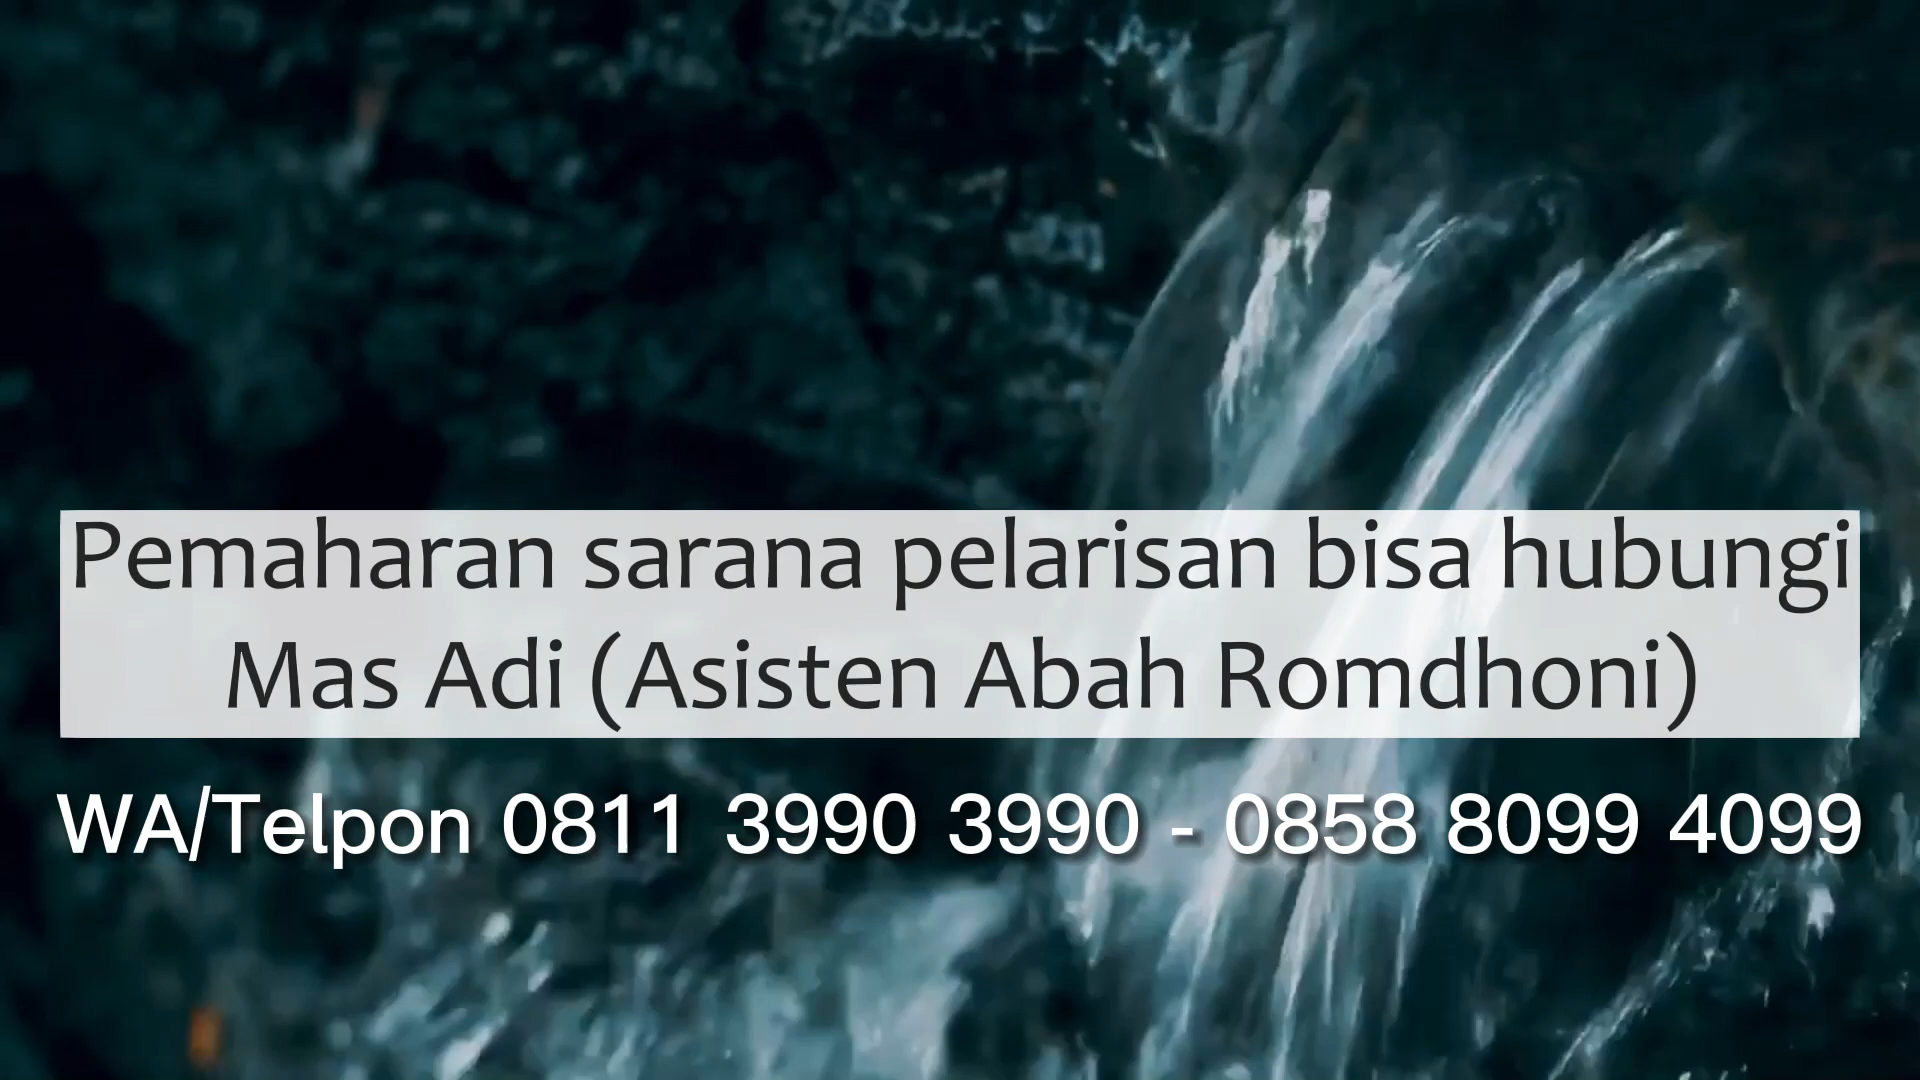 Pemaharan sarana pelarisan bisa hubungi
Mas Adi (Asisten Abah Romdhoni)
WA/Telpon 0811 3990 3990 - 0858 8099 4099